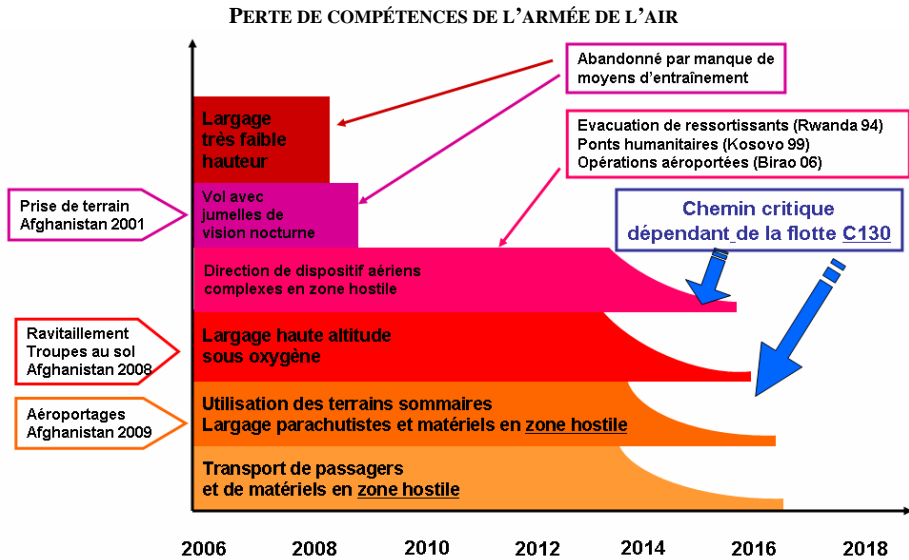 PERTE DE COMPÉTENCES DE L'ARMÉE DE L'AIR
Abandonné par manque de
moyens d'entraînement
Evacuation de ressortissants (Rwanda 94)
Ponts humanitaires (Kosovo 99)
Opérations aéroportées (Birao 06)
Chemin critique
dépendant de la flotte C130
Largage
très faible
hauteur
Prise de terrain
Afghanistan 2001
Vol avec
jumelles de
vision nocturne
Direction de dispositif aériens
complexes en zone hostile
Ravitaillement
Troupes au sol
Afghanistan 2008
Largage haute altitude
sous oxygène
Aéroportages
Afghanistan 2009
Utilisation des terrains sommaires
Largage parachutistes et matériels en zone hostile
Transport de passagers
et de matériels en zone hostile
2006 2008 2010 2012 2014 2016 2018